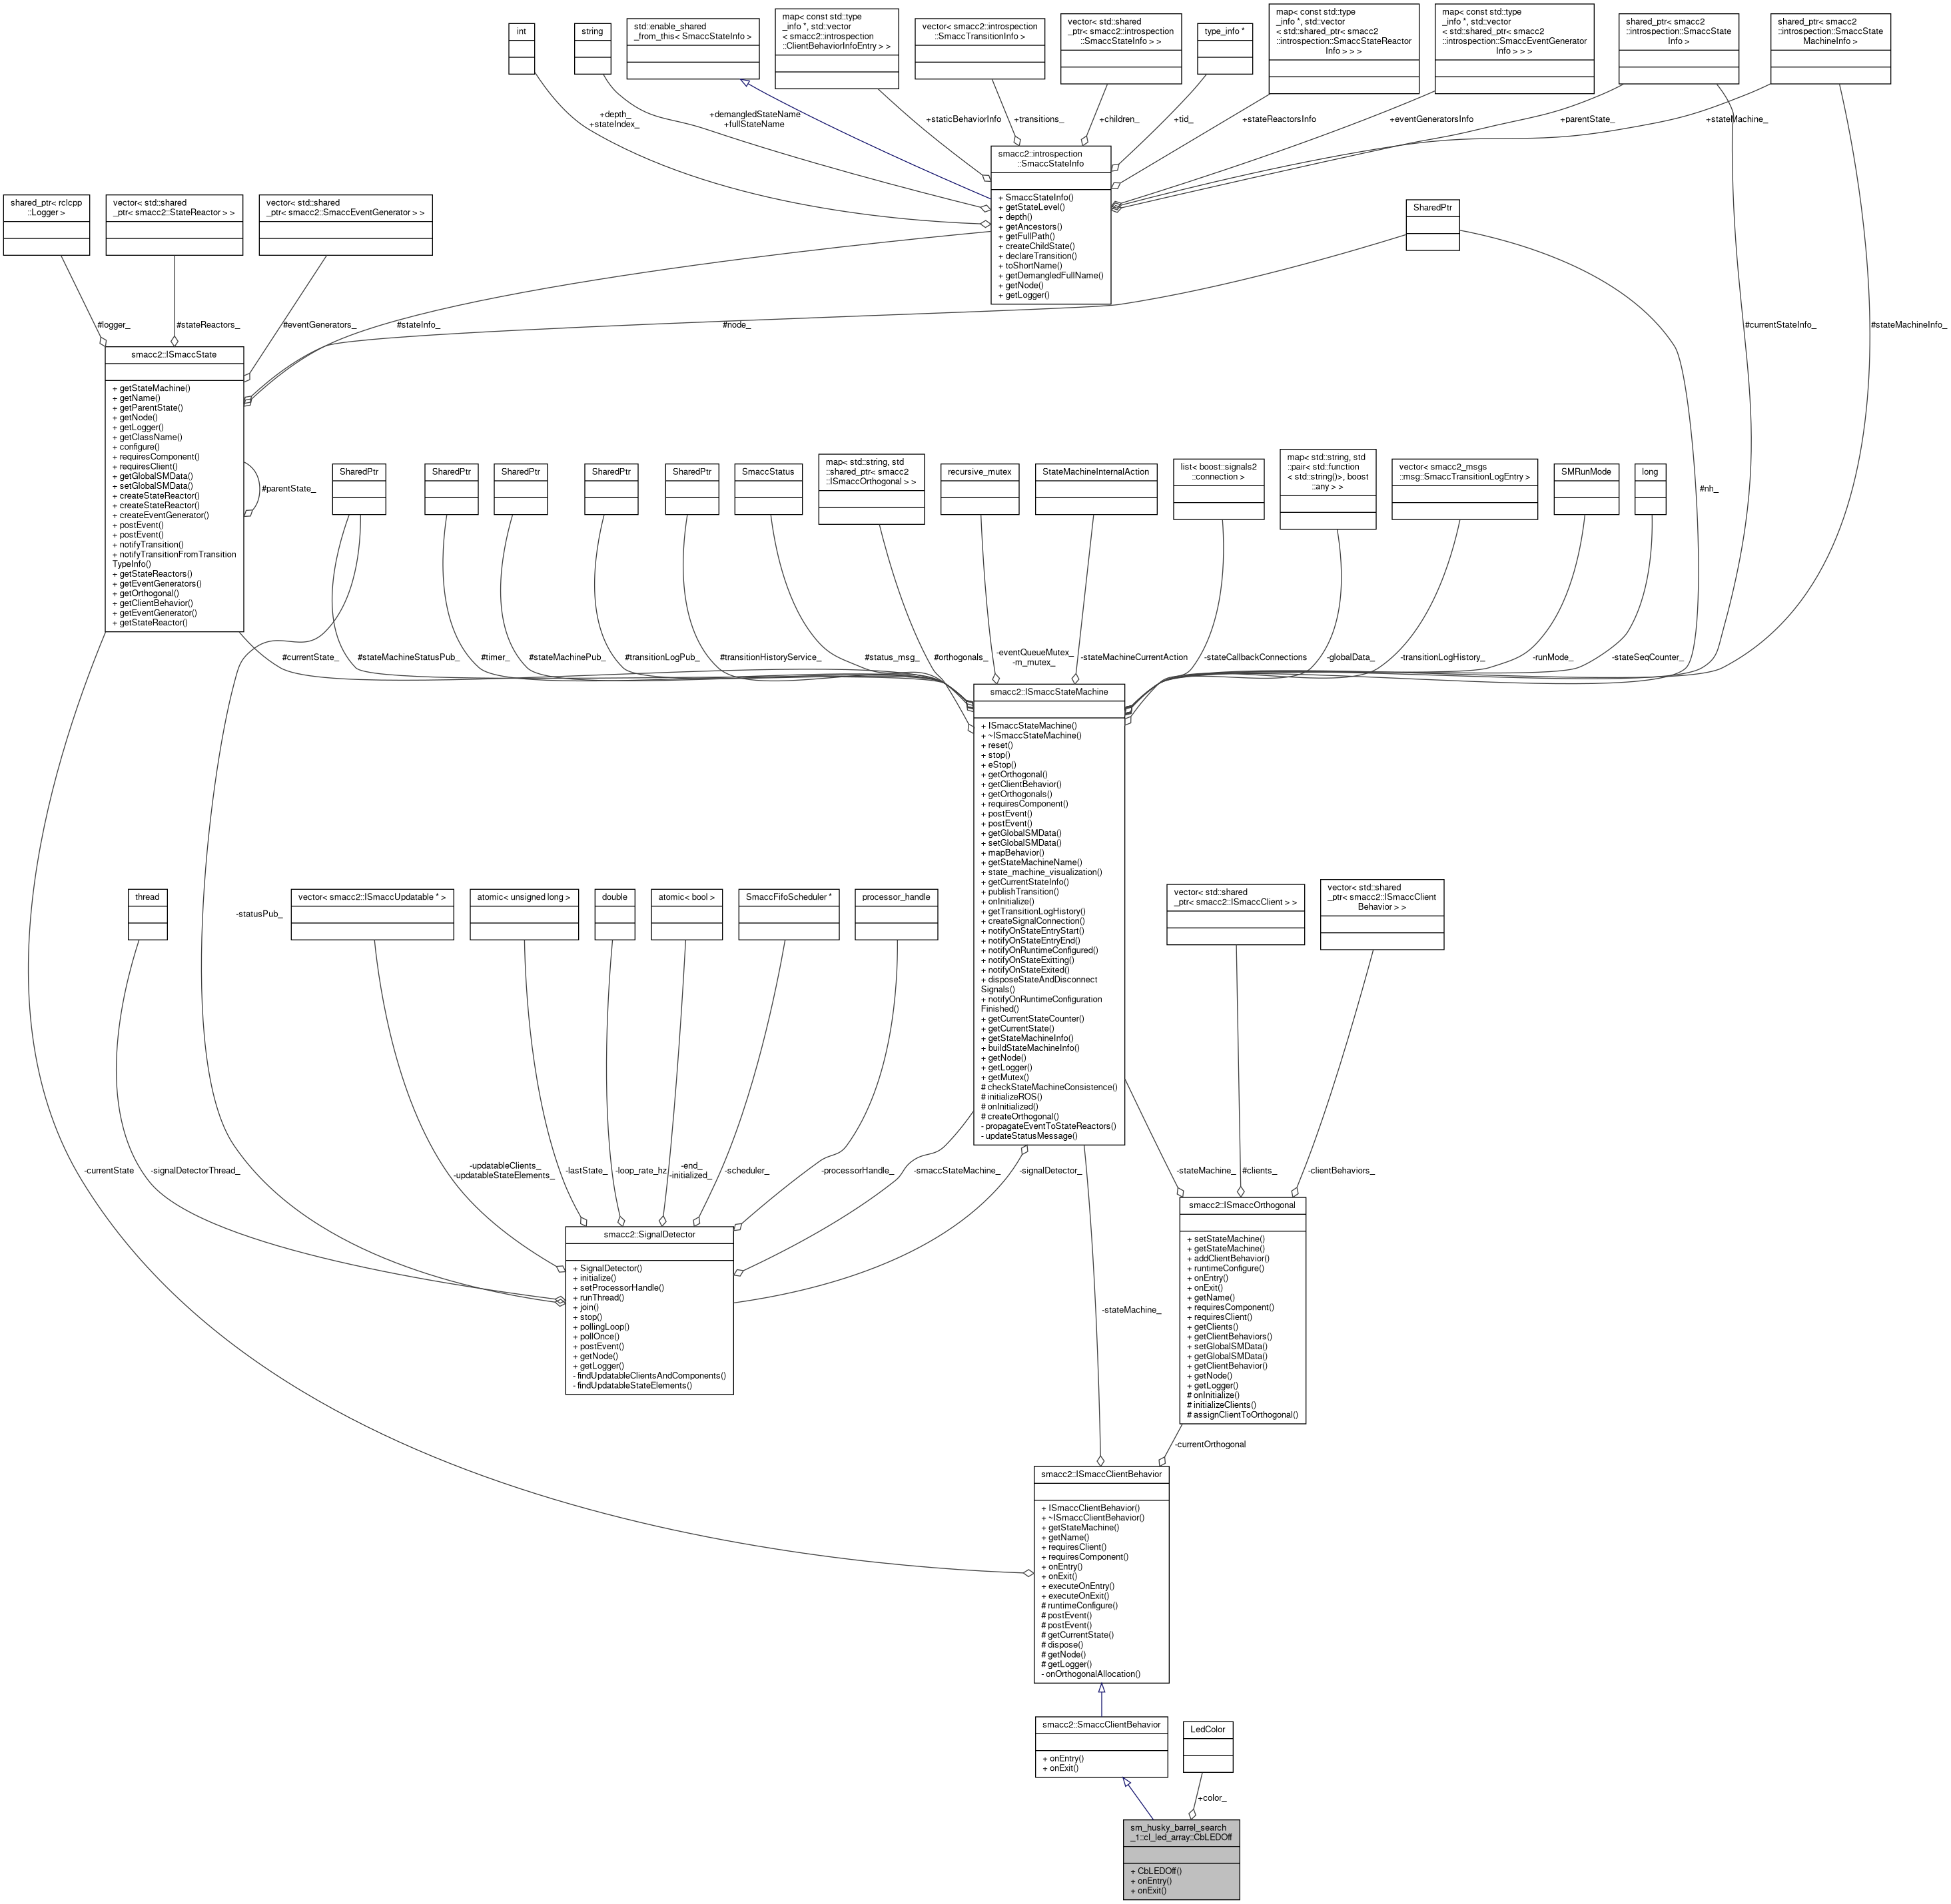 int
string
std::enable_shared
_from_this< SmaccStateInfo >
map< const std::type
_info *, std::vector
< smacc2::introspection
::ClientBehaviorInfoEntry > >
vector< smacc2::introspection
::SmaccTransitionInfo >
vector< std::shared
_ptr< smacc2::introspection
::SmaccStateInfo > >
type_info *
map< const std::type
_info *, std::vector
< std::shared_ptr< smacc2
::introspection::SmaccStateReactor
Info > > >
map< const std::type
_info *, std::vector
< std::shared_ptr< smacc2
::introspection::SmaccEventGenerator
Info > > >
shared_ptr< smacc2
::introspection::SmaccState
Info >
shared_ptr< smacc2
::introspection::SmaccState
MachineInfo >
+depth_
+stateIndex_
+demangledStateName
+fullStateName
+staticBehaviorInfo
+transitions_
+children_
+tid_
+stateReactorsInfo
+eventGeneratorsInfo
+parentState_
+stateMachine_
smacc2::introspection
::SmaccStateInfo
+ SmaccStateInfo()
+ getStateLevel()
+ depth()
+ getAncestors()
+ getFullPath()
+ createChildState()
+ declareTransition()
+ toShortName()
+ getDemangledFullName()
+ getNode()
+ getLogger()
shared_ptr< rclcpp
::Logger >
vector< std::shared
_ptr< smacc2::StateReactor > >
vector< std::shared
_ptr< smacc2::SmaccEventGenerator > >
SharedPtr
#logger_
#stateReactors_
#eventGenerators_
#stateInfo_
#node_
#currentStateInfo_
#stateMachineInfo_
smacc2::ISmaccState
+ getStateMachine()
+ getName()
+ getParentState()
+ getNode()
+ getLogger()
+ getClassName()
+ configure()
+ requiresComponent()
+ requiresClient()
+ getGlobalSMData()
+ setGlobalSMData()
+ createStateReactor()
+ createStateReactor()
+ createEventGenerator()
+ postEvent()
+ postEvent()
+ notifyTransition()
+ notifyTransitionFromTransition
TypeInfo()
+ getStateReactors()
+ getEventGenerators()
+ getOrthogonal()
+ getClientBehavior()
+ getEventGenerator()
+ getStateReactor()
#parentState_
SharedPtr
SharedPtr
SharedPtr
SharedPtr
SharedPtr
SmaccStatus
map< std::string, std
::shared_ptr< smacc2
::ISmaccOrthogonal > >
recursive_mutex
StateMachineInternalAction
list< boost::signals2
::connection >
map< std::string, std
::pair< std::function
< std::string()>, boost
::any > >
vector< smacc2_msgs
::msg::SmaccTransitionLogEntry >
SMRunMode
long
#nh_
#currentState_
#stateMachineStatusPub_
#timer_
#stateMachinePub_
#transitionLogPub_
#transitionHistoryService_
#status_msg_
#orthogonals_
-eventQueueMutex_
-m_mutex_
-stateMachineCurrentAction
-stateCallbackConnections
-globalData_
-transitionLogHistory_
-runMode_
-stateSeqCounter_
smacc2::ISmaccStateMachine
+ ISmaccStateMachine()
+ ~ISmaccStateMachine()
+ reset()
+ stop()
+ eStop()
+ getOrthogonal()
+ getClientBehavior()
+ getOrthogonals()
+ requiresComponent()
+ postEvent()
+ postEvent()
+ getGlobalSMData()
+ setGlobalSMData()
+ mapBehavior()
+ getStateMachineName()
+ state_machine_visualization()
+ getCurrentStateInfo()
+ publishTransition()
+ onInitialize()
+ getTransitionLogHistory()
+ createSignalConnection()
+ notifyOnStateEntryStart()
+ notifyOnStateEntryEnd()
+ notifyOnRuntimeConfigured()
+ notifyOnStateExitting()
+ notifyOnStateExited()
+ disposeStateAndDisconnect
Signals()
+ notifyOnRuntimeConfiguration
Finished()
+ getCurrentStateCounter()
+ getCurrentState()
+ getStateMachineInfo()
+ buildStateMachineInfo()
+ getNode()
+ getLogger()
+ getMutex()
# checkStateMachineConsistence()
# initializeROS()
# onInitialized()
# createOrthogonal()
- propagateEventToStateReactors()
- updateStatusMessage()
thread
-statusPub_
vector< smacc2::ISmaccUpdatable * >
atomic< unsigned long >
double
atomic< bool >
SmaccFifoScheduler *
processor_handle
vector< std::shared
_ptr< smacc2::ISmaccClient > >
vector< std::shared
_ptr< smacc2::ISmaccClient
Behavior > >
-currentState
-signalDetectorThread_
-updatableClients_
-updatableStateElements_
-lastState_
-loop_rate_hz
-end_
-initialized_
-scheduler_
-processorHandle_
-smaccStateMachine_
-signalDetector_
-stateMachine_
#clients_
-clientBehaviors_
smacc2::SignalDetector
+ SignalDetector()
+ initialize()
+ setProcessorHandle()
+ runThread()
+ join()
+ stop()
+ pollingLoop()
+ pollOnce()
+ postEvent()
+ getNode()
+ getLogger()
- findUpdatableClientsAndComponents()
- findUpdatableStateElements()
smacc2::ISmaccOrthogonal
+ setStateMachine()
+ getStateMachine()
+ addClientBehavior()
+ runtimeConfigure()
+ onEntry()
+ onExit()
+ getName()
+ requiresComponent()
+ requiresClient()
+ getClients()
+ getClientBehaviors()
+ setGlobalSMData()
+ getGlobalSMData()
+ getClientBehavior()
+ getNode()
+ getLogger()
# onInitialize()
# initializeClients()
# assignClientToOrthogonal()
-stateMachine_
-currentOrthogonal
smacc2::ISmaccClientBehavior
+ ISmaccClientBehavior()
+ ~ISmaccClientBehavior()
+ getStateMachine()
+ getName()
+ requiresClient()
+ requiresComponent()
+ onEntry()
+ onExit()
+ executeOnEntry()
+ executeOnExit()
# runtimeConfigure()
# postEvent()
# postEvent()
# getCurrentState()
# dispose()
# getNode()
# getLogger()
- onOrthogonalAllocation()
smacc2::SmaccClientBehavior
+ onEntry()
+ onExit()
LedColor
+color_
sm_husky_barrel_search
_1::cl_led_array::CbLEDOff
+ CbLEDOff()
+ onEntry()
+ onExit()